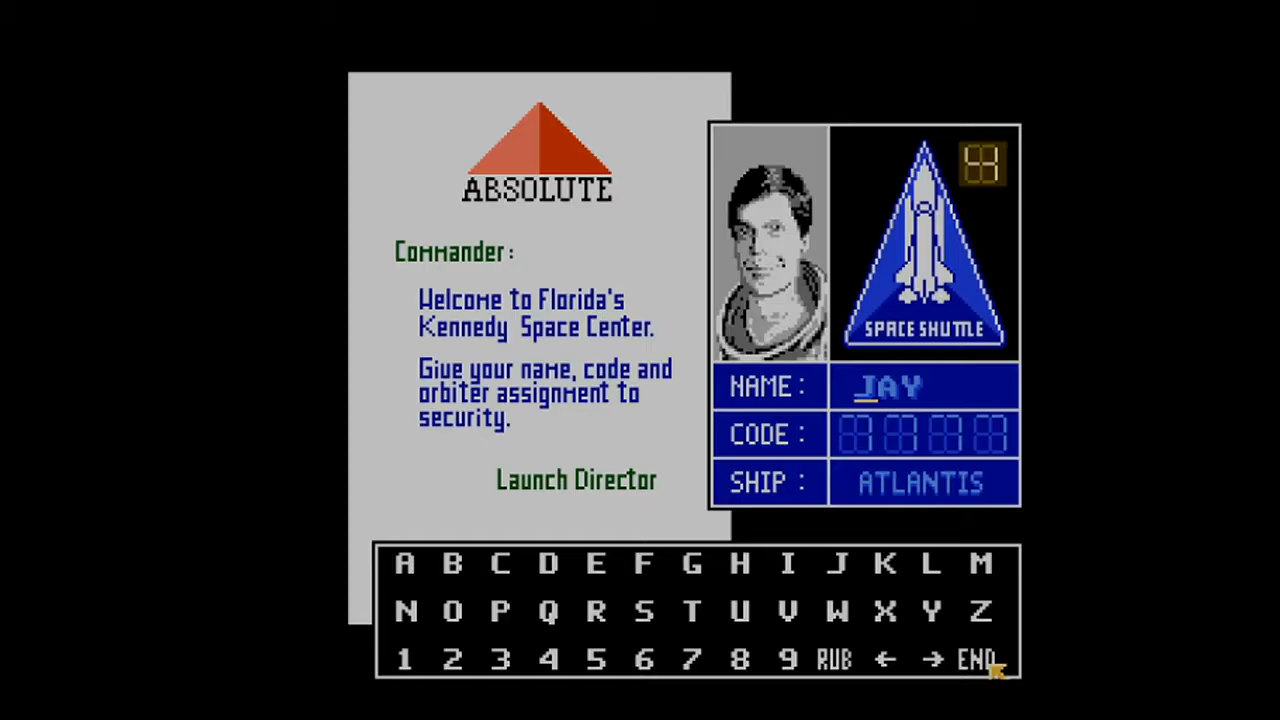 ABSOLUTE
Commander:
Welcome to Florida's
Kennedy Space Center.
Give your name, code and
orbiter assignment to
security.
Launch Director
4
SPACE SHUTTLE
NAME: JAY
CODE:
SHIP: ATLANTIS
A B C D E F G H I J K L M
N O P Q R S T U V W X Y Z
1 2 3 4 5 6 7 8 9 RUB ← → END